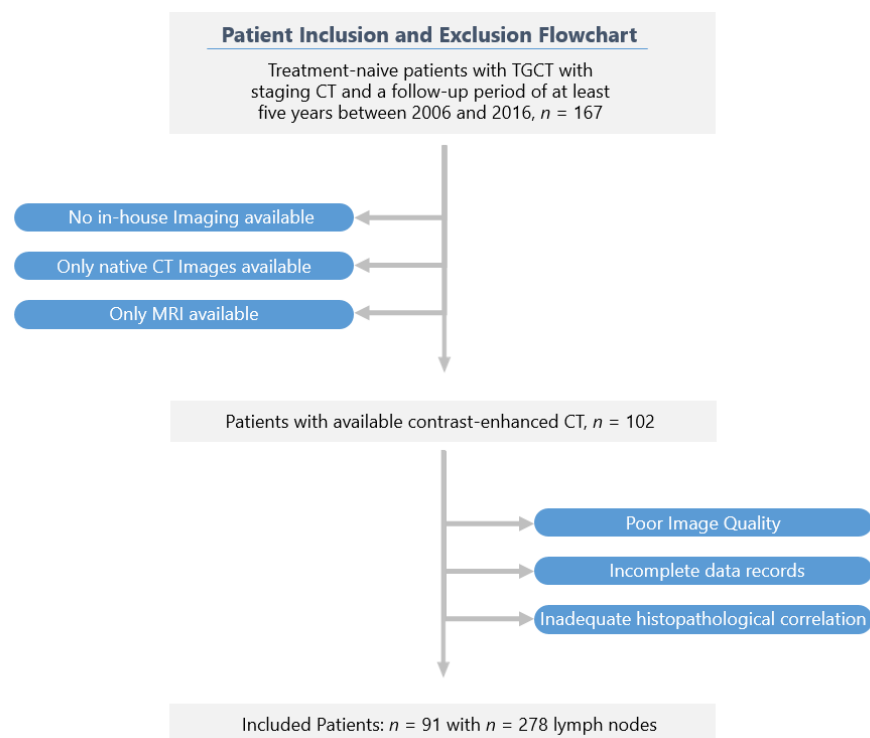 Patient Inclusion and Exclusion Flowchart
Treatment-naive patients with TGCT with
staging CT and a follow-up period of at least
five years between 2006 and 2016, n = 167
No in-house Imaging available
Only native CT Images available
Only MRI available
Patients with available contrast-enhanced CT, n = 102
Poor Image Quality
Incomplete data records
Inadequate histopathological correlation
Included Patients: n = 91 with n = 278 lymph nodes